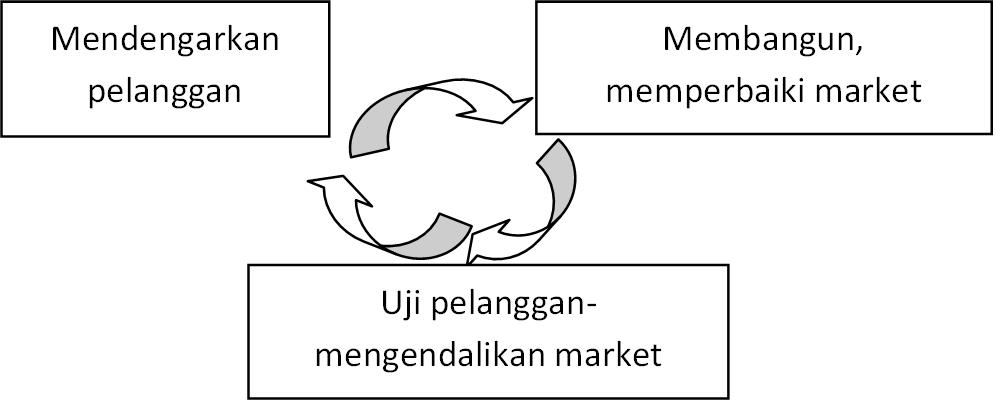 Mendengarkan
pelanggan
Membangun,
memperbaiki market
Uji pelanggan-
mengendalikan market